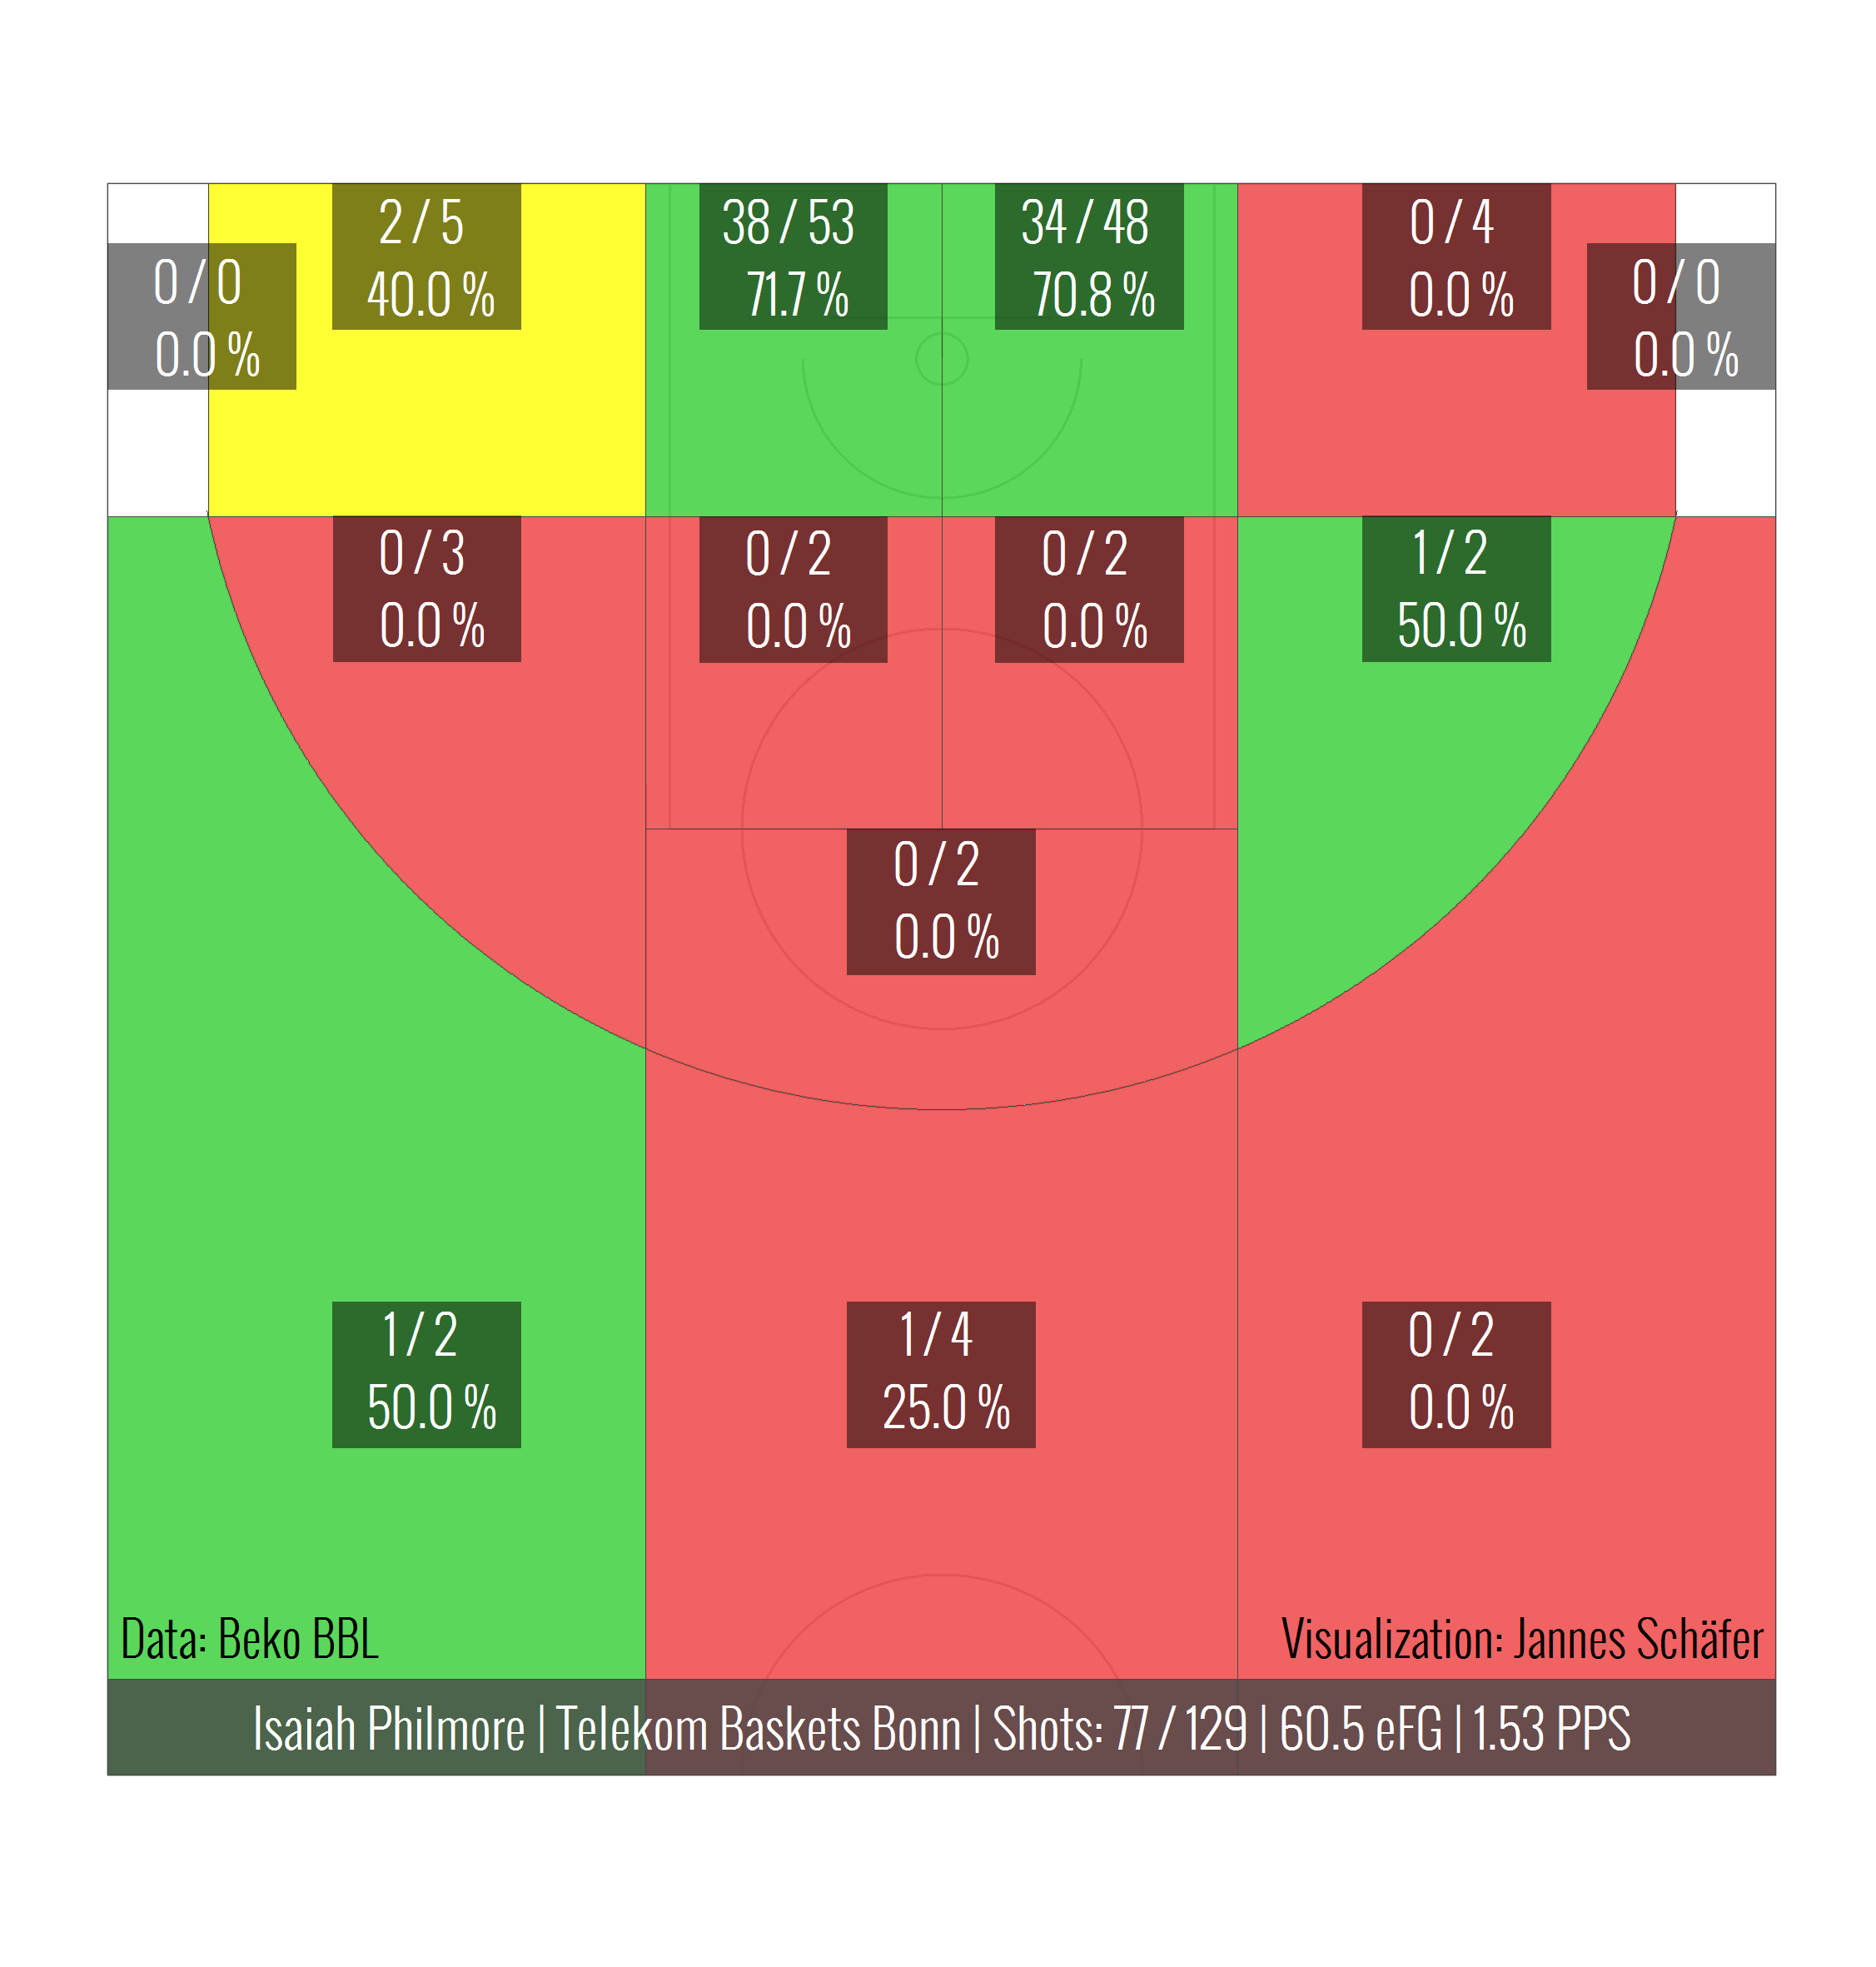 2 / 5
40.0 %
38 / 53
71.7 %
34 / 48
70.8 %
0 / 4
0.0 %
0 / 0
0.0 %
0 / 0
0.0 %
0 / 3
0.0 %
0 / 2
0.0 %
0 / 2
0.0 %
1 / 2
50.0 %
0 / 2
0.0 %
1 / 2
50.0 %
1 / 4
25.0 %
0 / 2
0.0 %
Data: Beko BBL
Visualization: Jannes Schäfer
Isaiah Philmore | Telekom Baskets Bonn | Shots: 77 / 129 | 60.5 eFG | 1.53 PPS